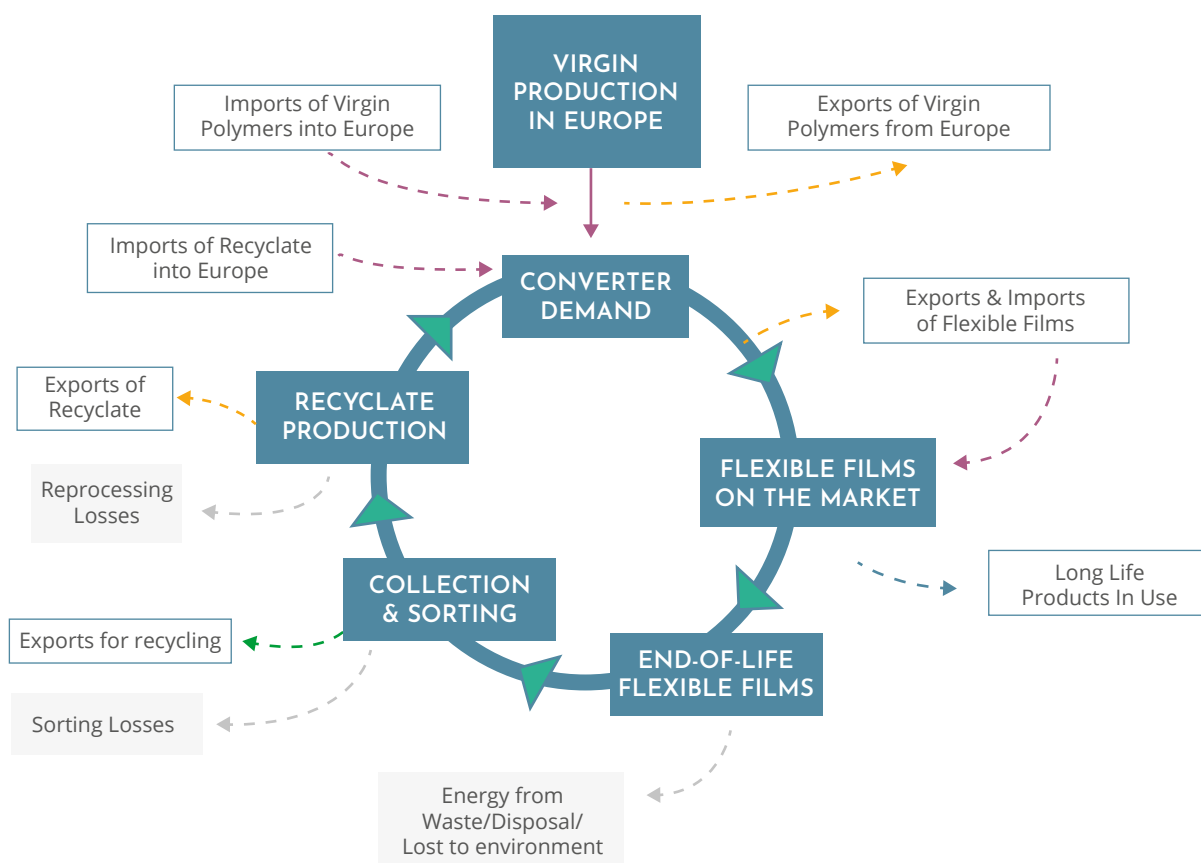 VIRGIN
PRODUCTION
IN EUROPE
Imports of Virgin
Polymers into Europe
Exports of Virgin
Polymers from Europe
Imports of Recyclate
into Europe
CONVERTER
DEMAND
Exports & Imports
of Flexible Films
Exports of
Recyclate
RECYCLATE
PRODUCTION
FLEXIBLE FILMS
ON THE MARKET
Reprocessing
Losses
COLLECTION
& SORTING
Long Life
Products In Use
Exports for recycling
END-OF-LIFE
FLEXIBLE FILMS
Sorting Losses
Energy from
Waste/Disposal/
Lost to environment